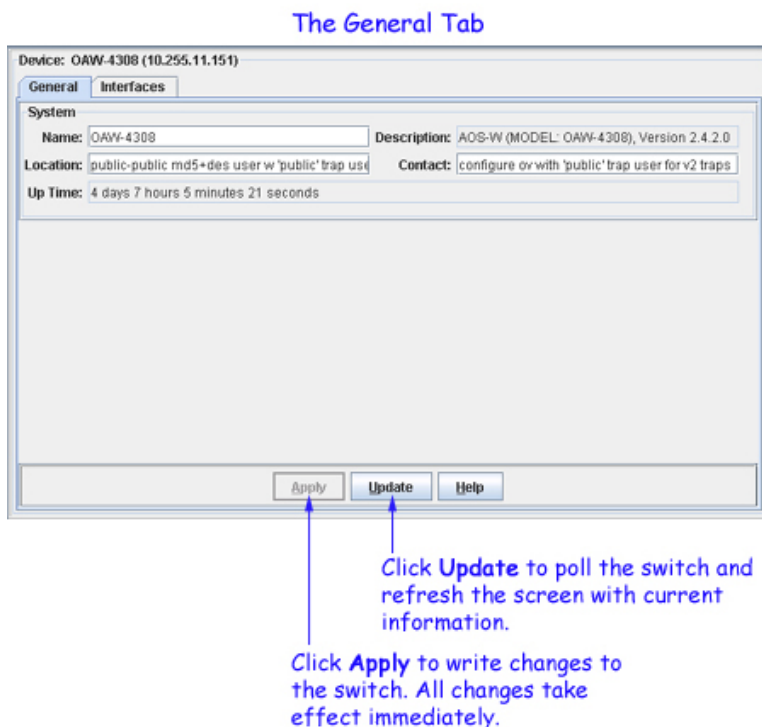 The General Tab
Device: OAW-4308 (10.255.11.151)
General Interfaces
System
Name: OAW-4308 Description: AOS-W (MODEL: OAW-4308), Version 2.4.2.0
Location: public-public md5+des user w 'public' trap use Contact: configure ov with 'public' trap user for v2 traps
Up Time: 4 days 7 hours 5 minutes 21 seconds
Apply Update Help
Click Update to poll the switch and
refresh the screen with current
information.
Click Apply to write changes to
the switch. All changes take
effect immediately.